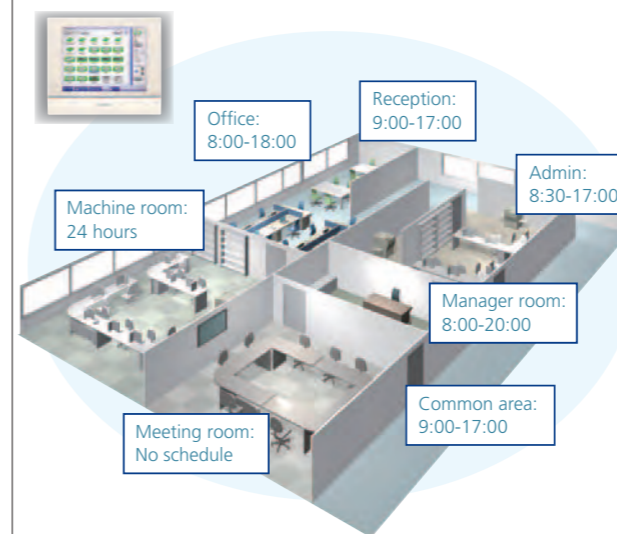 Office:
8:00-18:00
Reception:
9:00-17:00
Admin:
8:30-17:00
Machine room:
24 hours
Manager room:
8:00-20:00
Common area:
9:00-17:00
Meeting room:
No schedule